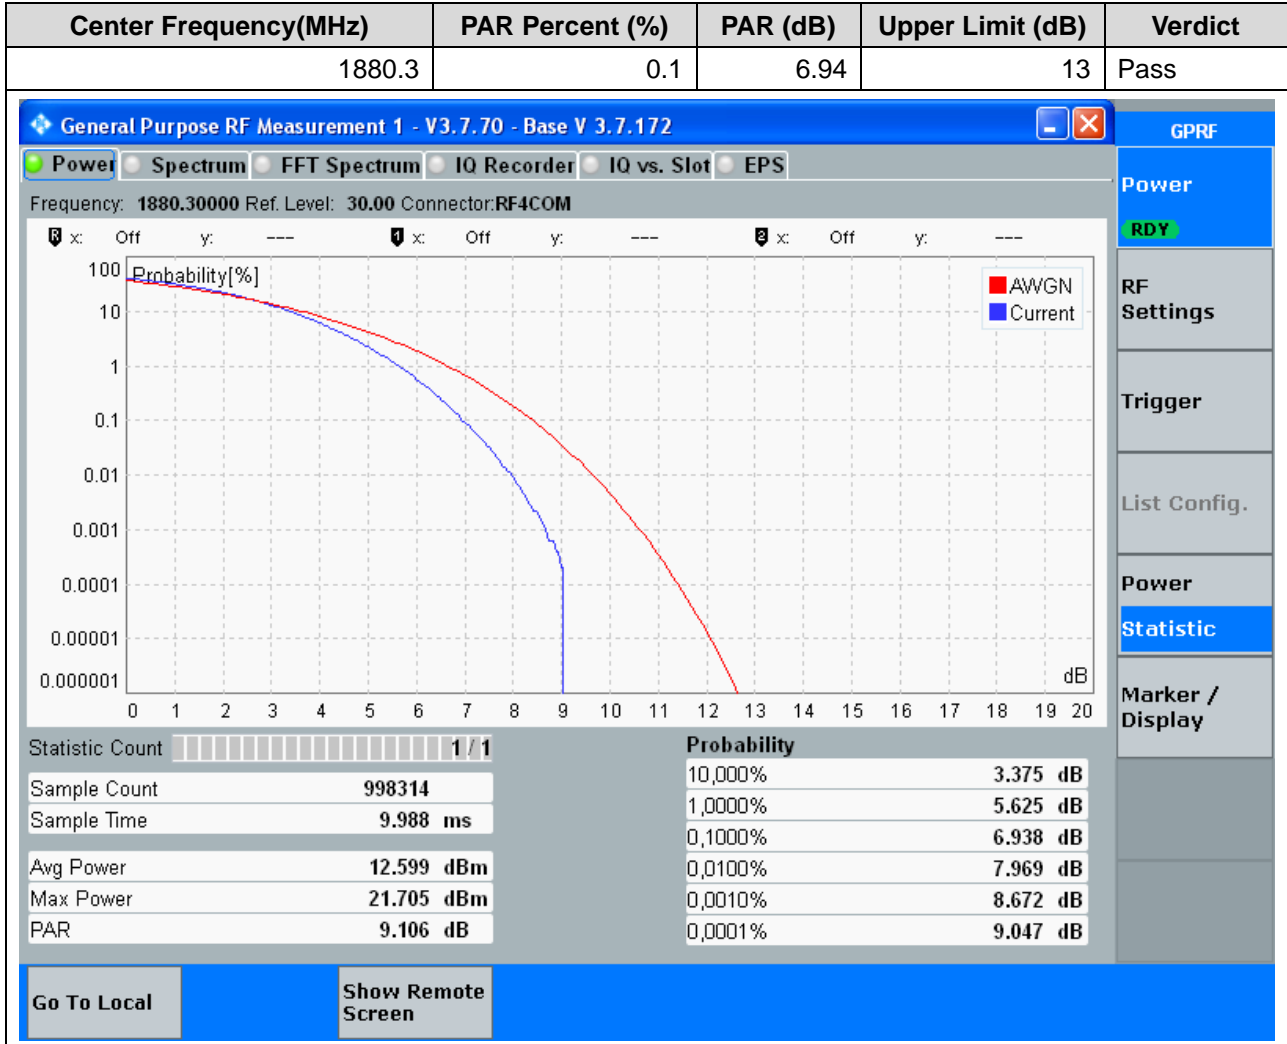 Center Frequency(MHz) PAR Percent (%) PAR (dB) Upper Limit (dB) Verdict
1880.3 0.1 6.94 13 Pass
General Purpose RF Measurement 1 - V3.7.70 - Base V 3.7.172
GPRF
Power Spectrum FFT Spectrum IQ Recorder IQ vs. Slot EPS
Power
RDY
Frequency: 1880.30000 Ref. Level: 30.00 Connector:RF4COM
R x: Off y: --- 1 x: Off y: --- 2 x: Off y: ---
Probability[%]
AWGN
Current
100
10
1
0.1
0.01
0.001
0.0001
0.00001
0.000001
dB
0 1 2 3 4 5 6 7 8 9 10 11 12 13 14 15 16 17 18 19 20
RF
Settings
Trigger
List Config.
Power
Statistic
Marker /
Display
Statistic Count 1 / 1
Sample Count 998314
Sample Time 9.988 ms
Avg Power 12.599 dBm
Max Power 21.705 dBm
PAR 9.106 dB
Probability
10,000% 3.375 dB
1,0000% 5.625 dB
0,1000% 6.938 dB
0,0100% 7.969 dB
0,0010% 8.672 dB
0,0001% 9.047 dB
Go To Local
Show Remote
Screen